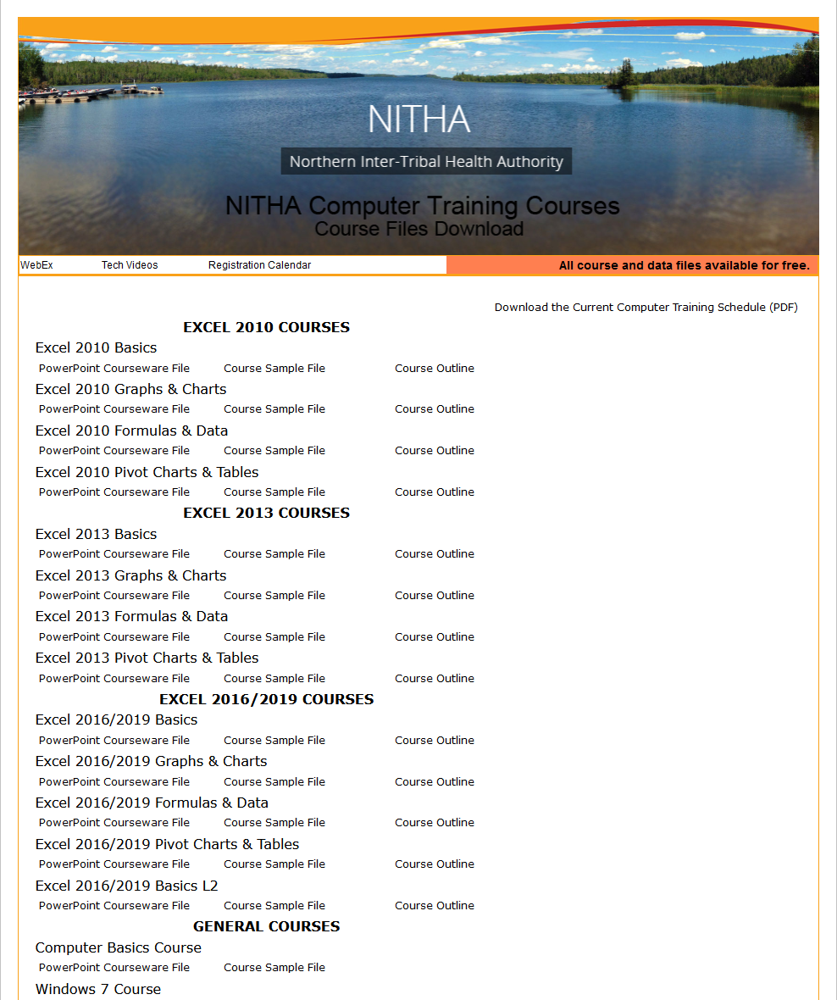 NITHA
Northern Inter-Tribal Health Authority
NITHA Computer Training Courses
Course Files Download
WebEx Tech Videos Registration Calendar All course and data files available for free.
Download the Current Computer Training Schedule (PDF)
EXCEL 2010 COURSES
Excel 2010 Basics
PowerPoint Courseware File Course Sample File Course Outline
Excel 2010 Graphs & Charts
PowerPoint Courseware File Course Sample File Course Outline
Excel 2010 Formulas & Data
PowerPoint Courseware File Course Sample File Course Outline
Excel 2010 Pivot Charts & Tables
PowerPoint Courseware File Course Sample File Course Outline
EXCEL 2013 COURSES
Excel 2013 Basics
PowerPoint Courseware File Course Sample File Course Outline
Excel 2013 Graphs & Charts
PowerPoint Courseware File Course Sample File Course Outline
Excel 2013 Formulas & Data
PowerPoint Courseware File Course Sample File Course Outline
Excel 2013 Pivot Charts & Tables
PowerPoint Courseware File Course Sample File Course Outline
EXCEL 2016/2019 COURSES
Excel 2016/2019 Basics
PowerPoint Courseware File Course Sample File Course Outline
Excel 2016/2019 Graphs & Charts
PowerPoint Courseware File Course Sample File Course Outline
Excel 2016/2019 Formulas & Data
PowerPoint Courseware File Course Sample File Course Outline
Excel 2016/2019 Pivot Charts & Tables
PowerPoint Courseware File Course Sample File Course Outline
Excel 2016/2019 Basics L2
PowerPoint Courseware File Course Sample File Course Outline
GENERAL COURSES
Computer Basics Course
PowerPoint Courseware File Course Sample File
Windows 7 Course